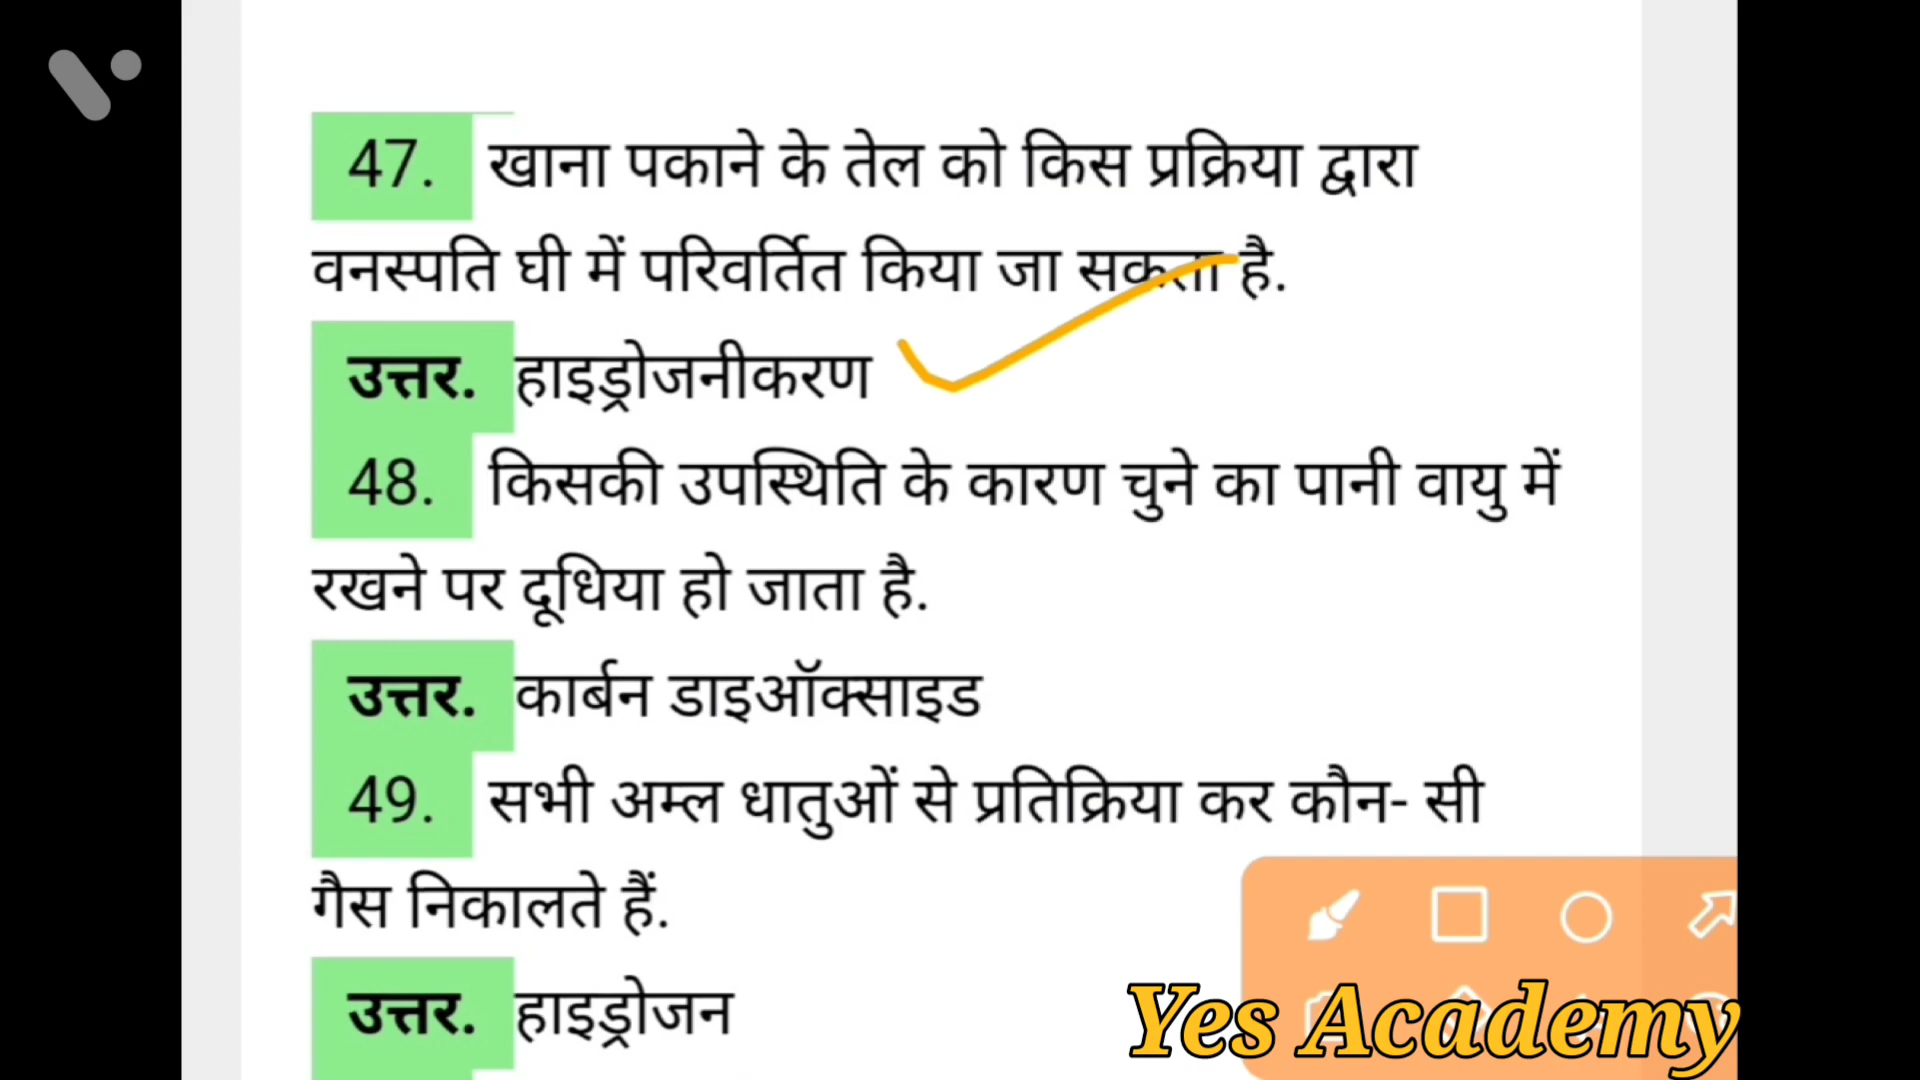 47. खाना पकाने के तेल को किस प्रक्रिया द्वारा
वनस्पति घी में परिवर्तित किया जा सकता है.
उत्तर. हाइड्रोजनीकरण
48. किसकी उपस्थिति के कारण चुने का पानी वायु में
रखने पर दूधिया हो जाता है.
उत्तर. कार्बन डाइऑक्साइड
49. सभी अम्ल धातुओं से प्रतिक्रिया कर कौन- सी
गैस निकालते हैं.
उत्तर. हाइड्रोजन
Yes Academy